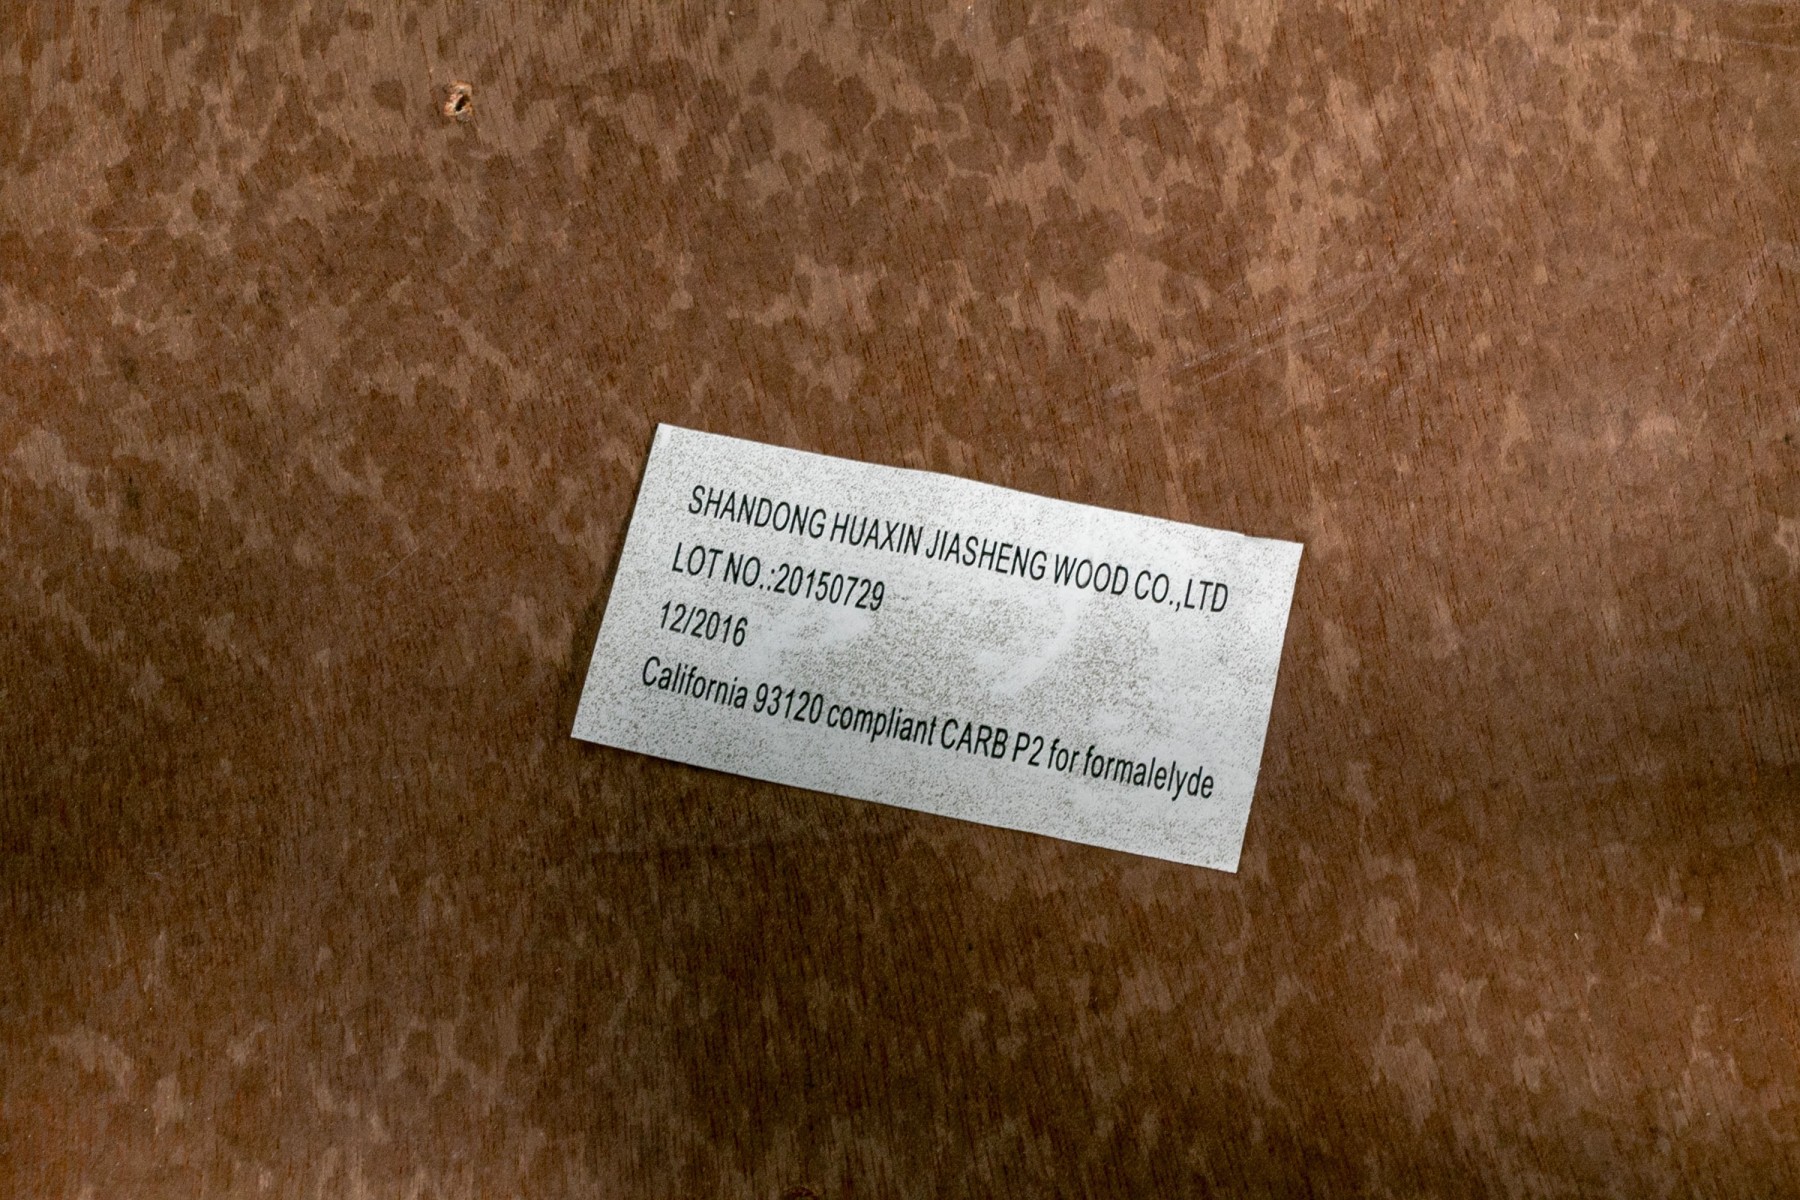 SHANDONG HUAXIN JIASHENG WOOD CO.,LTD
LOT NO.:20150729
12/2016
California 93120 compliant CARB P2 for formalelyde